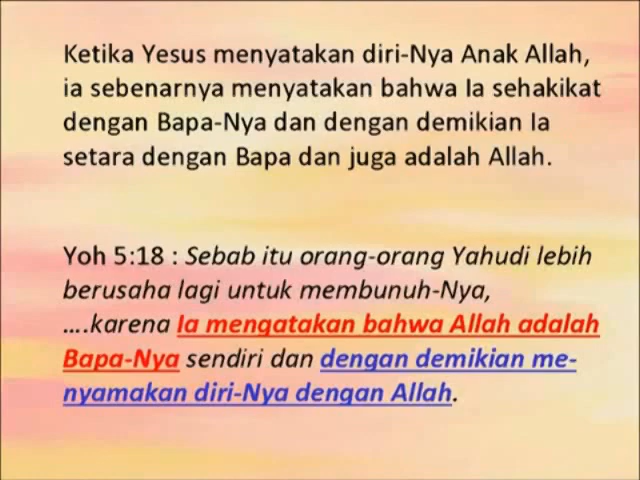 Ketika Yesus menyatakan diri-Nya Anak Allah,
ia sebenarnya menyatakan bahwa Ia sehakikat
dengan Bapa-Nya dan dengan demikian Ia
setara dengan Bapa dan juga adalah Allah.
Yoh 5:18 : Sebab itu orang-orang Yahudi lebih
berusaha lagi untuk membunuh-Nya,
….karena Ia mengatakan bahwa Allah adalah
Bapa-Nya sendiri dan dengan demikian me-
nyamakan diri-Nya dengan Allah.